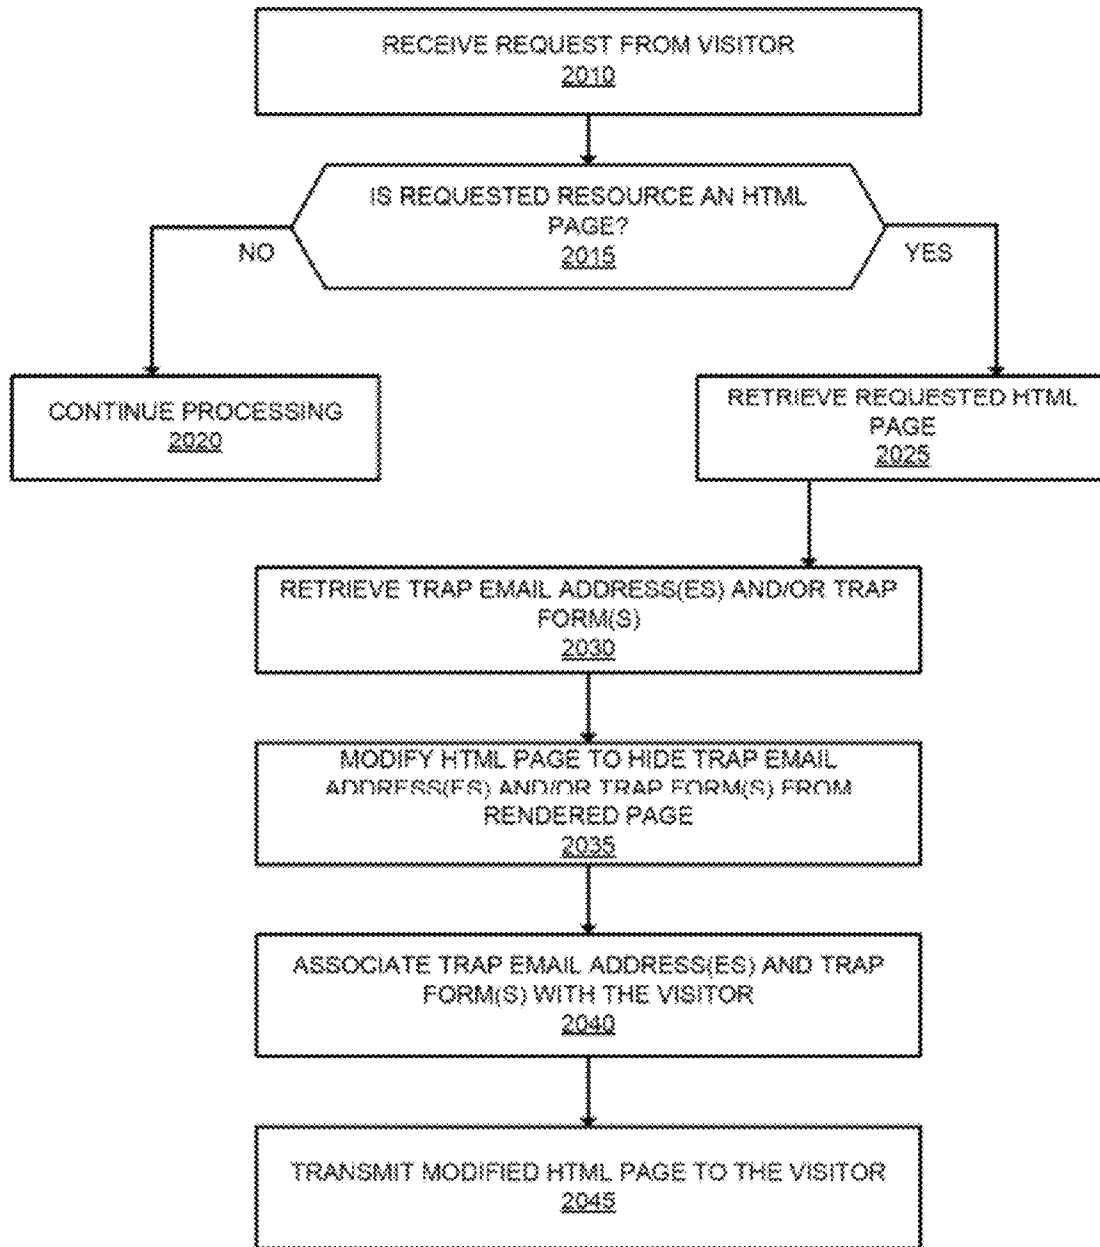 RECEIVE REQUEST FROM VISITOR
2010
IS REQUESTED RESOURCE AN HTML
PAGE?
2015
NO
YES
CONTINUE PROCESSING
2020
RETRIEVE REQUESTED HTML
PAGE
2025
RETRIEVE TRAP EMAIL ADDRESS(ES) AND/OR TRAP
FORM(S)
2030
MODIFY HTML PAGE TO HIDE TRAP EMAIL
ADDRESS(ES) AND/OR TRAP FORM(S) FROM
RENDERED PAGE
2035
ASSOCIATE TRAP EMAIL ADDRESS(ES) AND TRAP
FORM(S) WITH THE VISITOR
2040
TRANSMIT MODIFIED HTML PAGE TO THE VISITOR
2045